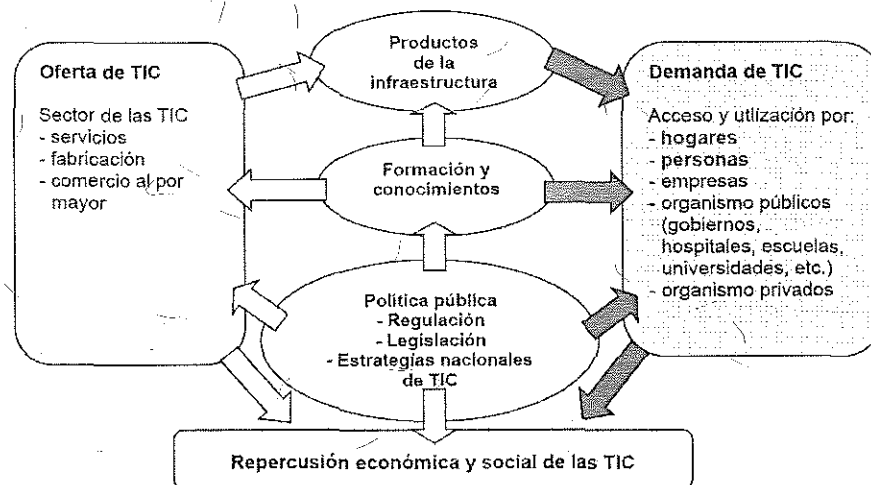 Oferta de TIC
Sector de las TIC
- servicios
- fabricación
- comercio al por
mayor
Productos
de la
infraestructura
Formación y
conocimientos
Política pública
- Regulación
- Legislación
- Estrategías nacionales
de TIC
Demanda de TIC
Acceso y utlización por:
- hogares
- personas
- empresas
- organismo públicos
(gobiernos,
hospitales, escuelas,
universidades, etc.)
- organismo privados
Repercusión económica y social de las TIC